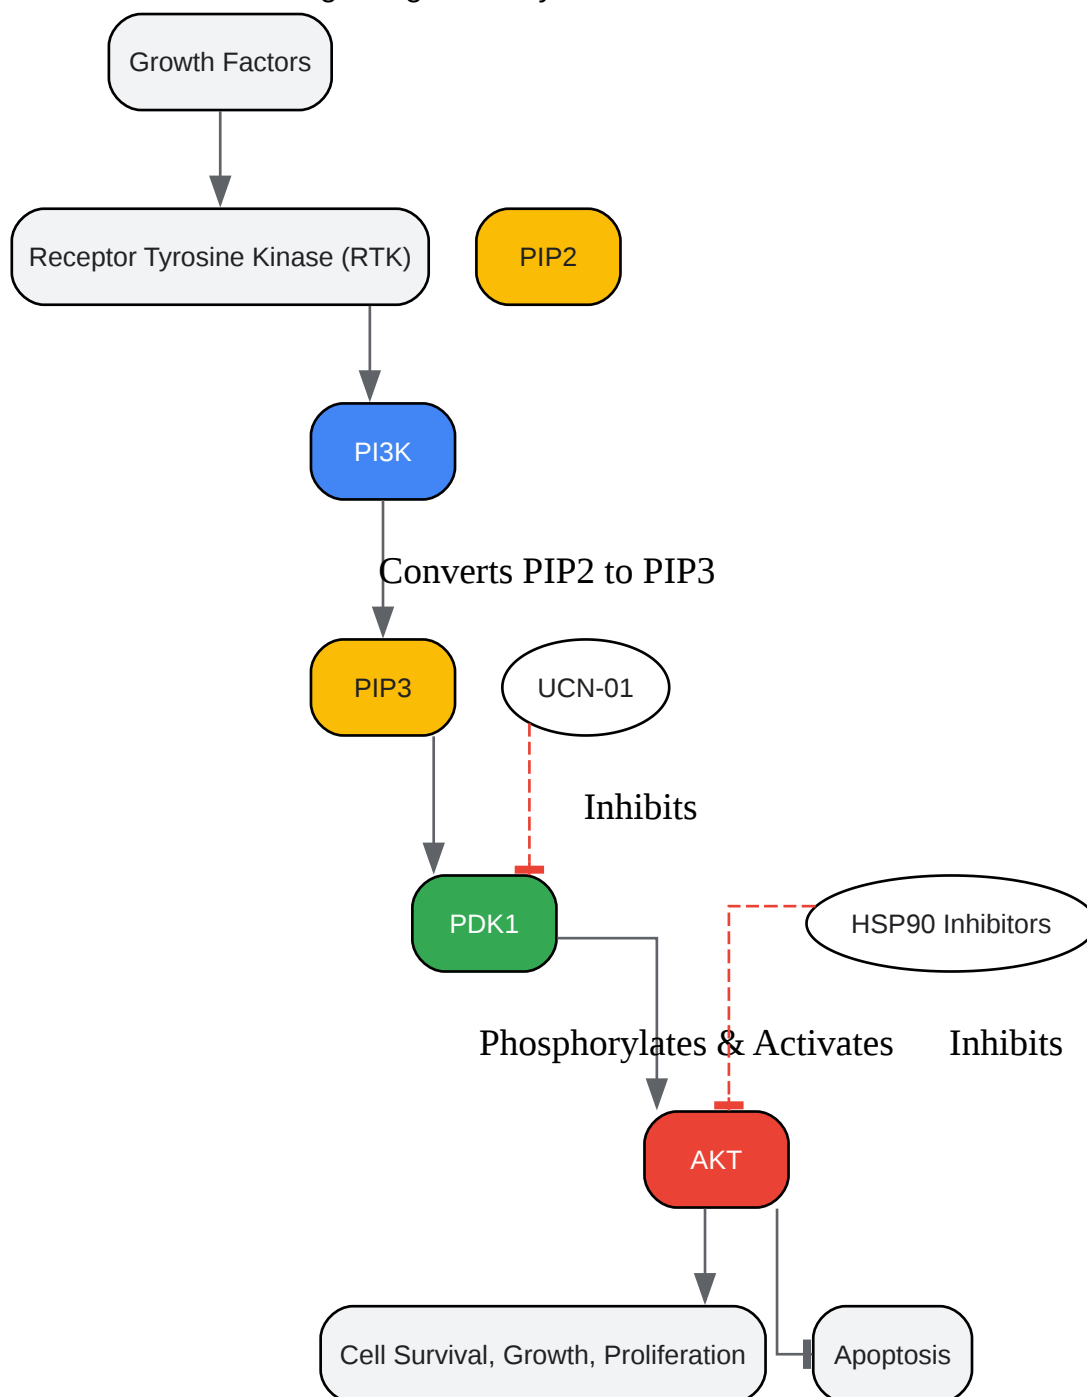 Growth Factors
Receptor Tyrosine Kinase (RTK)
PIP2
PI3K
Converts PIP2 to PIP3
PIP3
UCN-01
Inhibits
PDK1
HSP90 Inhibitors
Phosphorylates & Activates
Inhibits
AKT
Cell Survival, Growth, Proliferation
Apoptosis